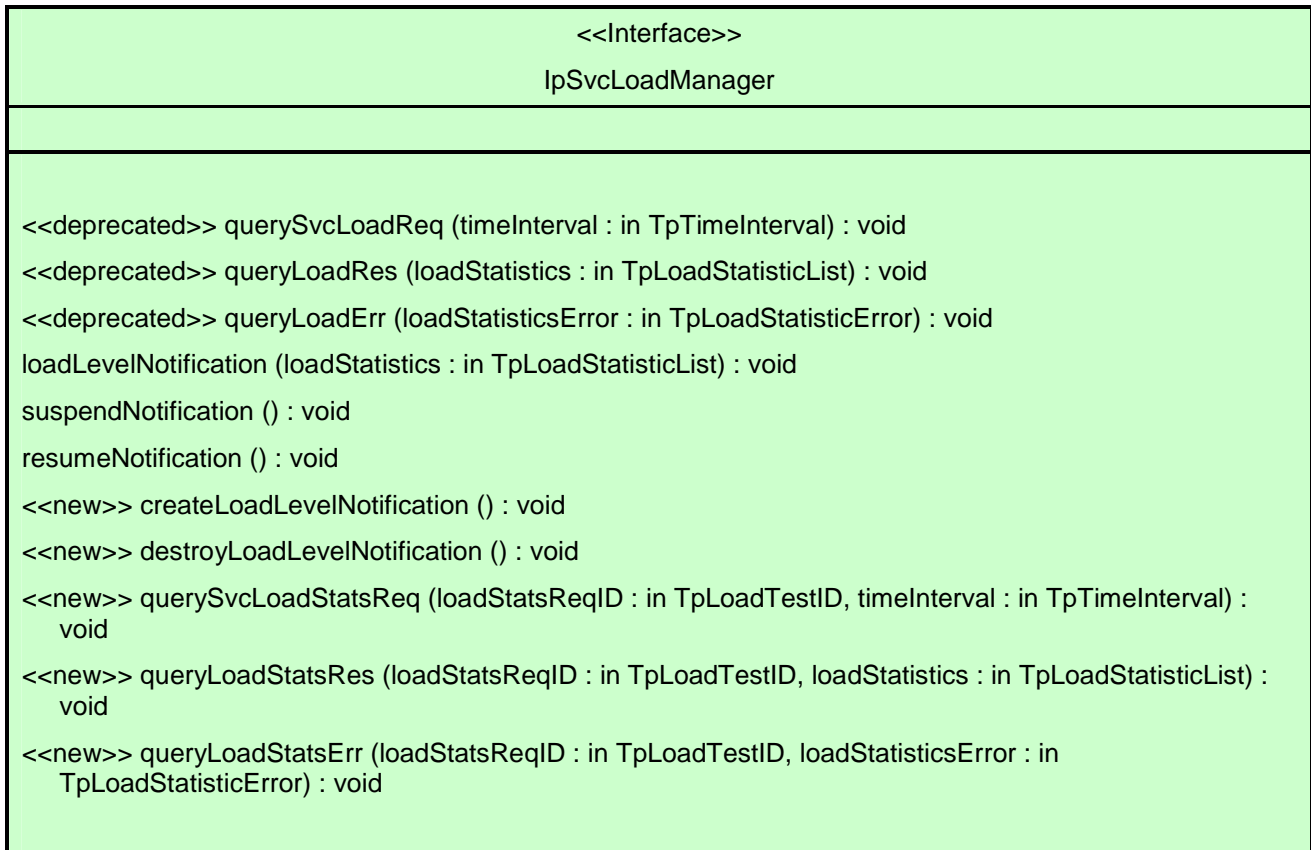 <<Interface>>
IpSvcLoadManager
<<deprecated>> querySvcLoadReq (timeInterval : in TpTimeInterval) : void
<<deprecated>> queryLoadRes (loadStatistics : in TpLoadStatisticList) : void
<<deprecated>> queryLoadErr (loadStatisticsError : in TpLoadStatisticError) : void
loadLevelNotification (loadStatistics : in TpLoadStatisticList) : void
suspendNotification () : void
resumeNotification () : void
<<new>> createLoadLevelNotification () : void
<<new>> destroyLoadLevelNotification () : void
<<new>> querySvcLoadStatsReq (loadStatsReqID : in TpLoadTestID, timeInterval : in TpTimeInterval) :
void
<<new>> queryLoadStatsRes (loadStatsReqID : in TpLoadTestID, loadStatistics : in TpLoadStatisticList) :
void
<<new>> queryLoadStatsErr (loadStatsReqID : in TpLoadTestID, loadStatisticsError : in
TpLoadStatisticError) : void